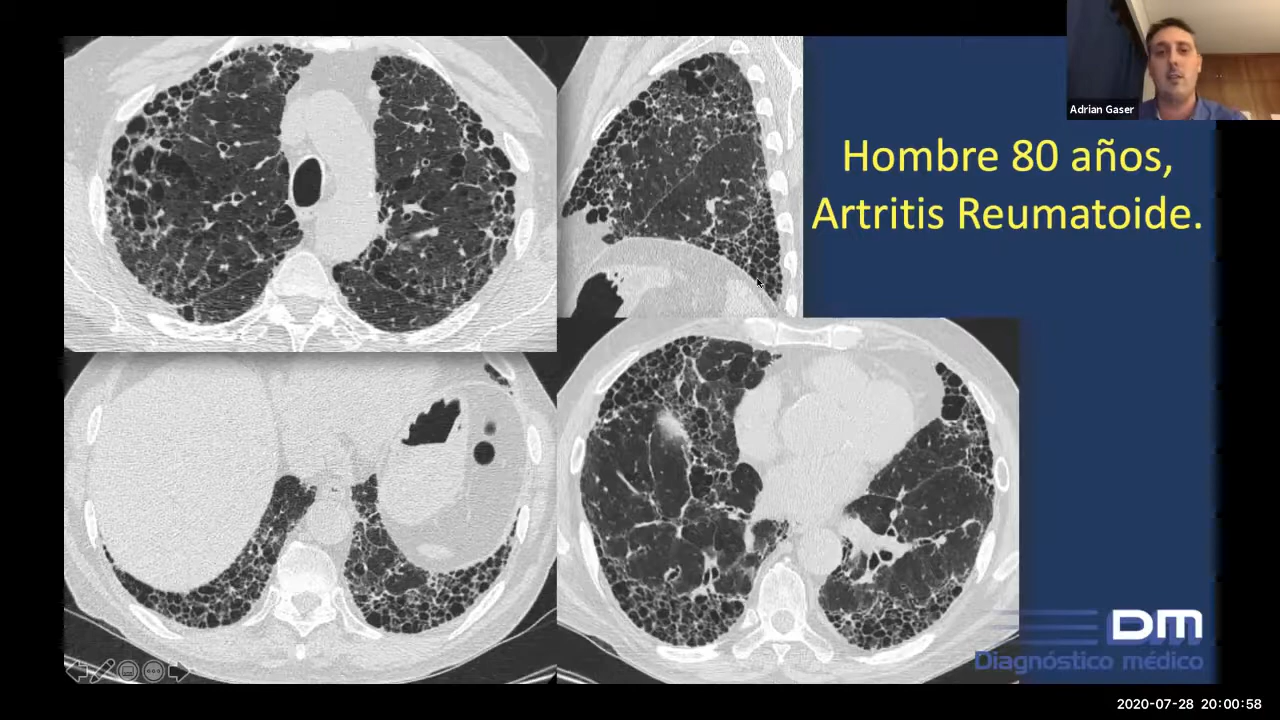 Adrian Gaser
Hombre 80 años,
Artritis Reumatoide.
DM
Diagnóstico médico
2020-07-28 20:00:58